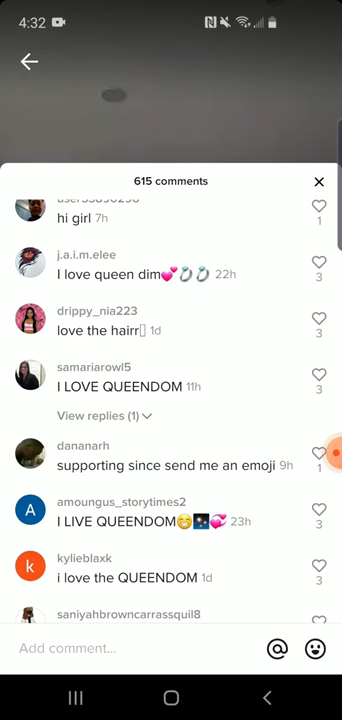 4:32
615 comments
hi girl 7h
1
j.a.i.m.elee
I love queen dim💕💍💍 22h
3
drippy_nia223
love the hairr 1d
3
samariarowl5
I LOVE QUEENDOM 11h
3
View replies (1)
dananarh
supporting since send me an emoji 9h
1
A
amoungus_storytimes2
I LIVE QUEENDOM😁🎆💞 23h
3
k
kylieblaxk
i love the QUEENDOM 1d
3
saniyahbrowncarrassquil8
Add comment...
@